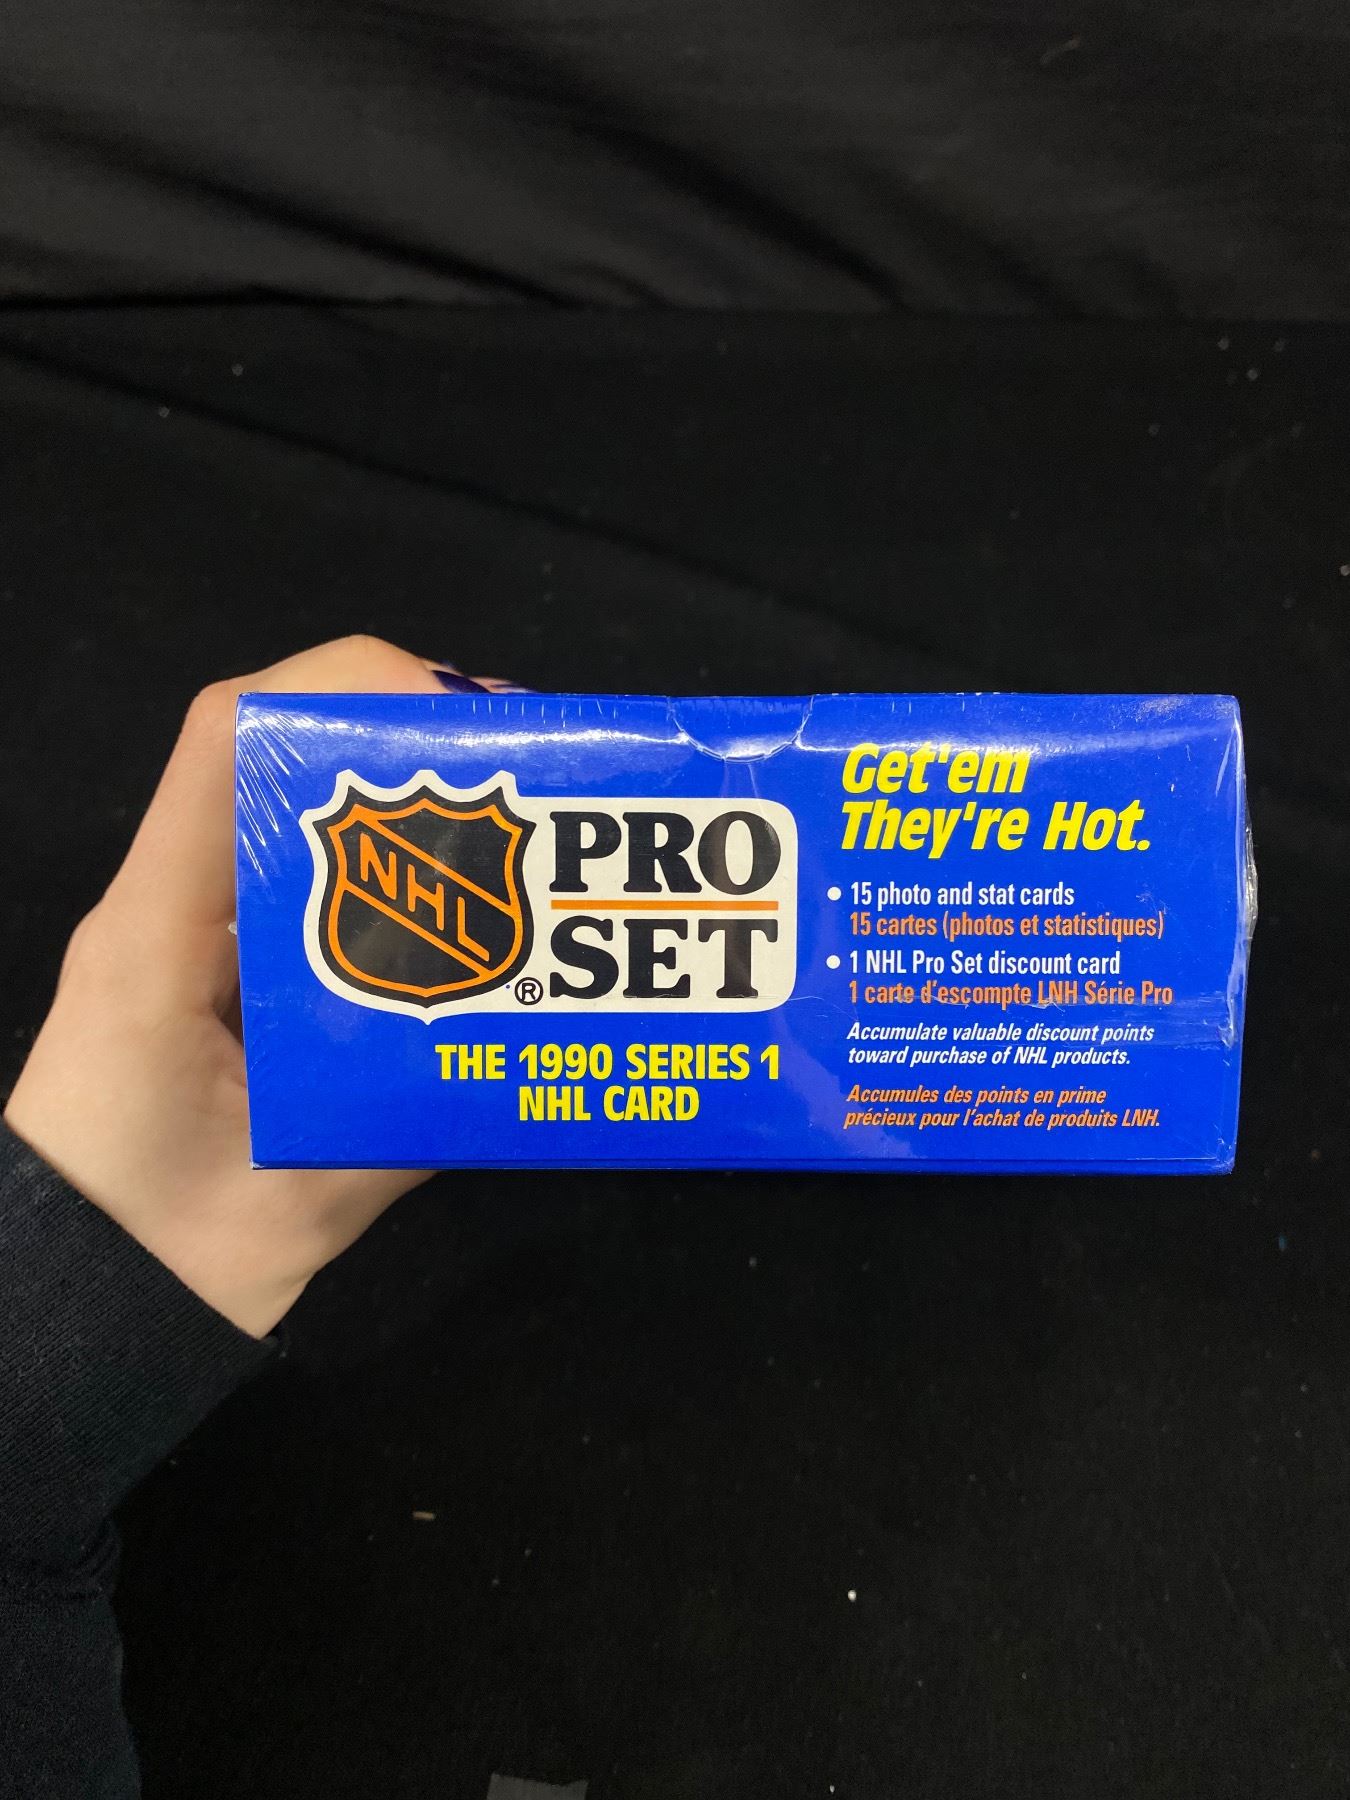 NHL
PRO
SET
®
THE 1990 SERIES 1
NHL CARD
Get'em
They're Hot.
• 15 photo and stat cards
15 cartes (photos et statistiques)
• 1 NHL Pro Set discount card
1 carte d'escompte LNH Série Pro
Accumulate valuable discount points
toward purchase of NHL products.
Accumules des points en prime
précieux pour l'achat de produits LNH.